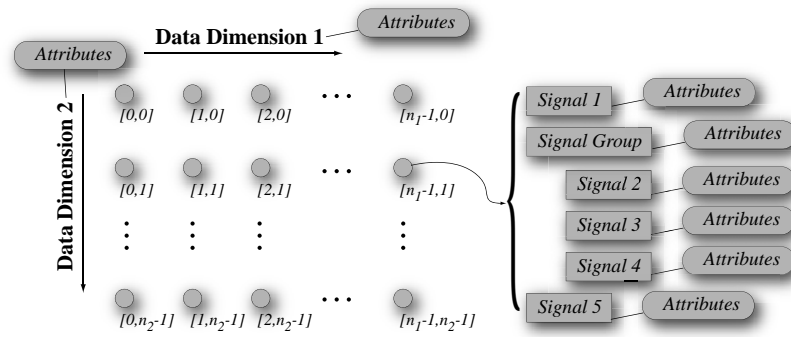 Attributes
Data Dimension 1
Attributes
Data Dimension 2
[0,0] [1,0] [2,0] ... [n1-1,0]
[0,1] [1,1] [2,1] ... [n1-1,1]
[0,n2-1] [1,n2-1] [2,n2-1] ... [n1-1,n2-1]
Signal 1 Attributes
Signal Group Attributes
Signal 2 Attributes
Signal 3 Attributes
Signal 4 Attributes
Signal 5 Attributes